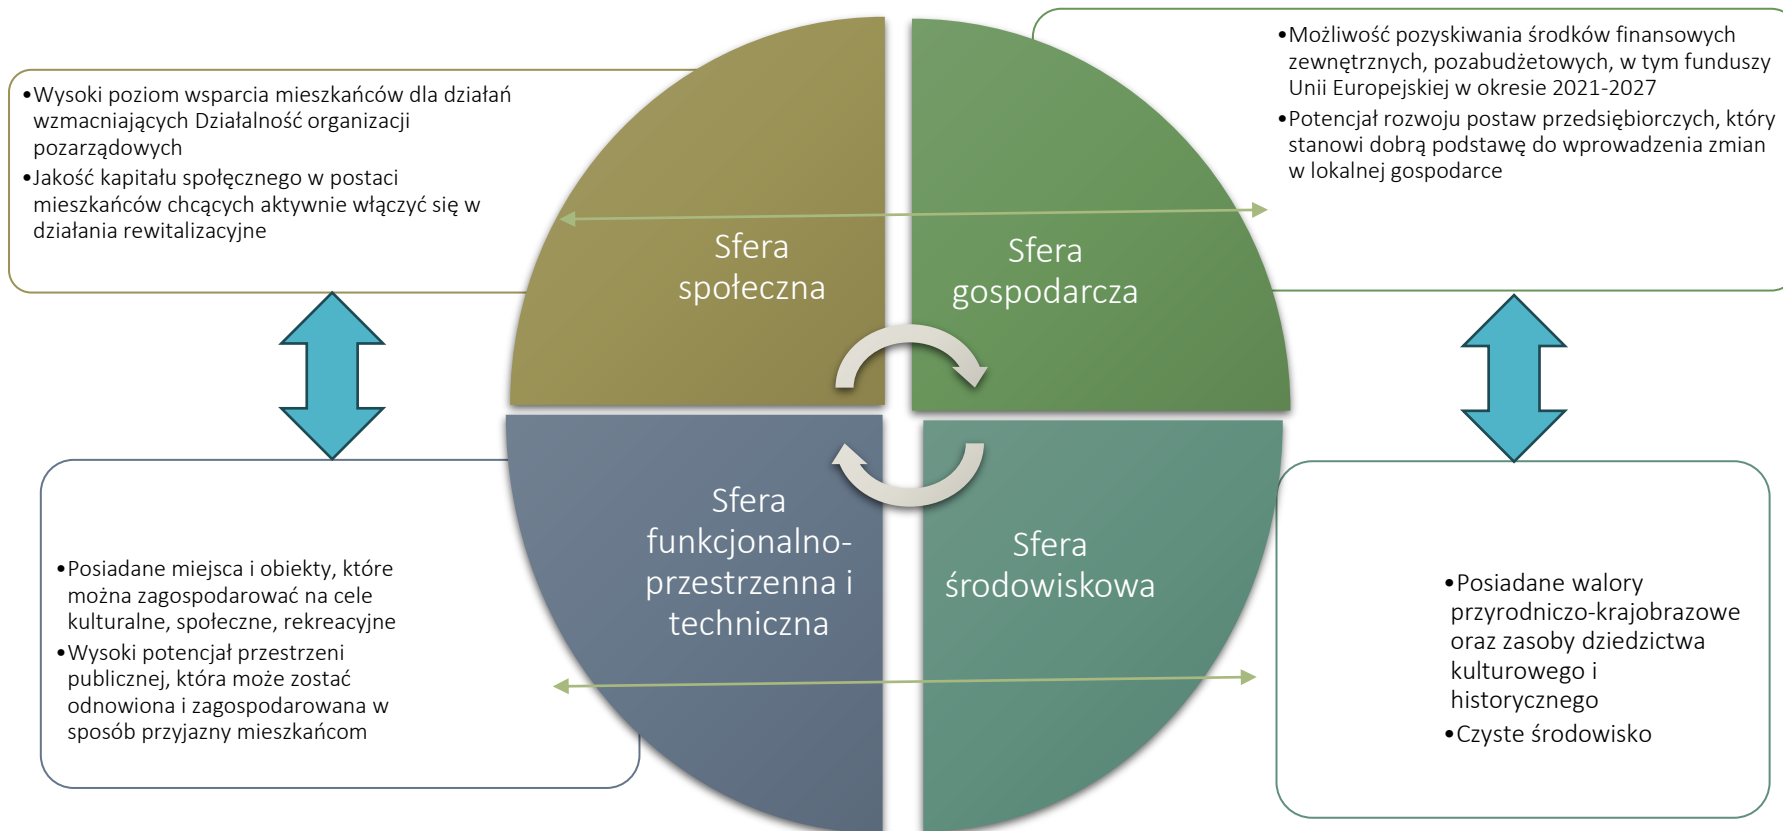 •Wysoki poziom wsparcia mieszkańców dla działań
wzmacniających Działalność organizacji
pozarządowych
•Jakość kapitału społęcznego w postaci
mieszkańców chcących aktywnie włączyć się w
działania rewitalizacyjne
Sfera
społeczna
Sfera
gospodarcza
•Możliwość pozyskiwania środków finansowych
zewnętrznych, pozabudżetowych, w tym funduszy
Unii Europejskiej w okresie 2021-2027
•Potencjał rozwoju postaw przedsiębiorczych, który
stanowi dobrą podstawę do wprowadzenia zmian
w lokalnej gospodarce
•Posiadane miejsca i obiekty, które
można zagospodarować na cele
kulturalne, społeczne, rekreacyjne
•Wysoki potencjał przestrzeni
publicznej, która może zostać
odnowiona i zagospodarowana w
sposób przyjazny mieszkańcom
Sfera
funkcjonalno-
przestrzenna i
techniczna
Sfera
środowiskowa
•Posiadane walory
przyrodniczo-krajobrazowe
oraz zasoby dziedzictwa
kulturowego i
historycznego
•Czyste środowisko